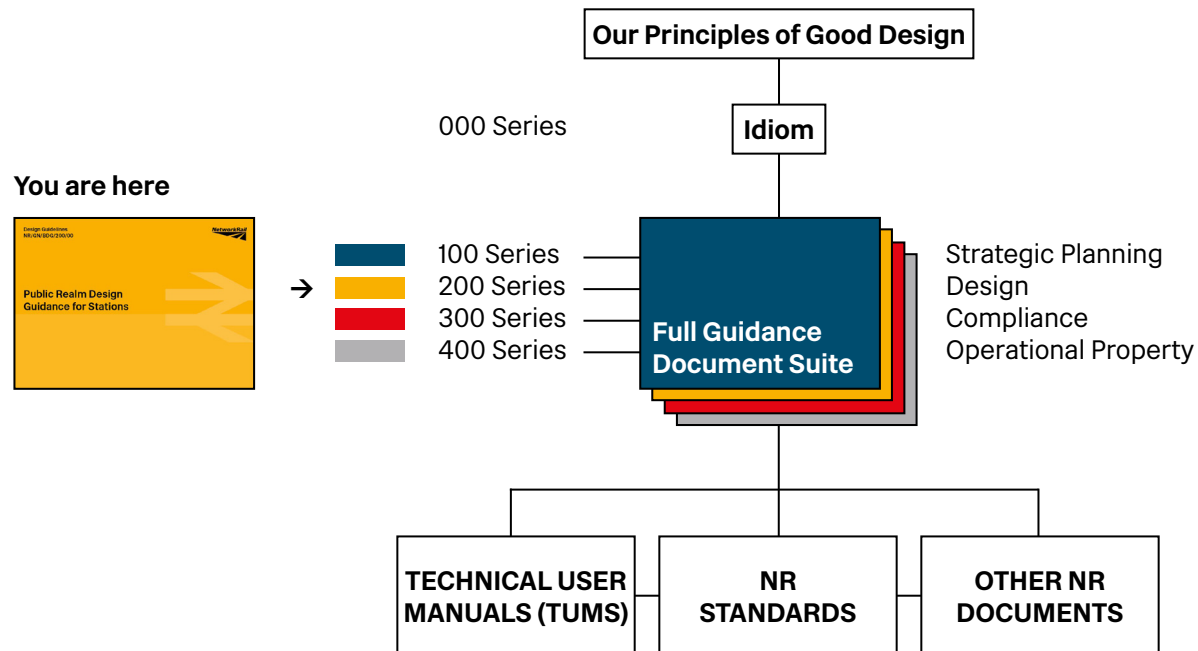 Our Principles of Good Design
000 Series
Idiom
You are here
Design Guidelines
NR/GN/BDG/200/00
NetworkRail
Public Realm Design
Guidance for Stations
→
100 Series
200 Series
300 Series
400 Series
Full Guidance
Document Suite
Strategic Planning
Design
Compliance
Operational Property
TECHNICAL USER
MANUALS (TUMS)
NR
STANDARDS
OTHER NR
DOCUMENTS